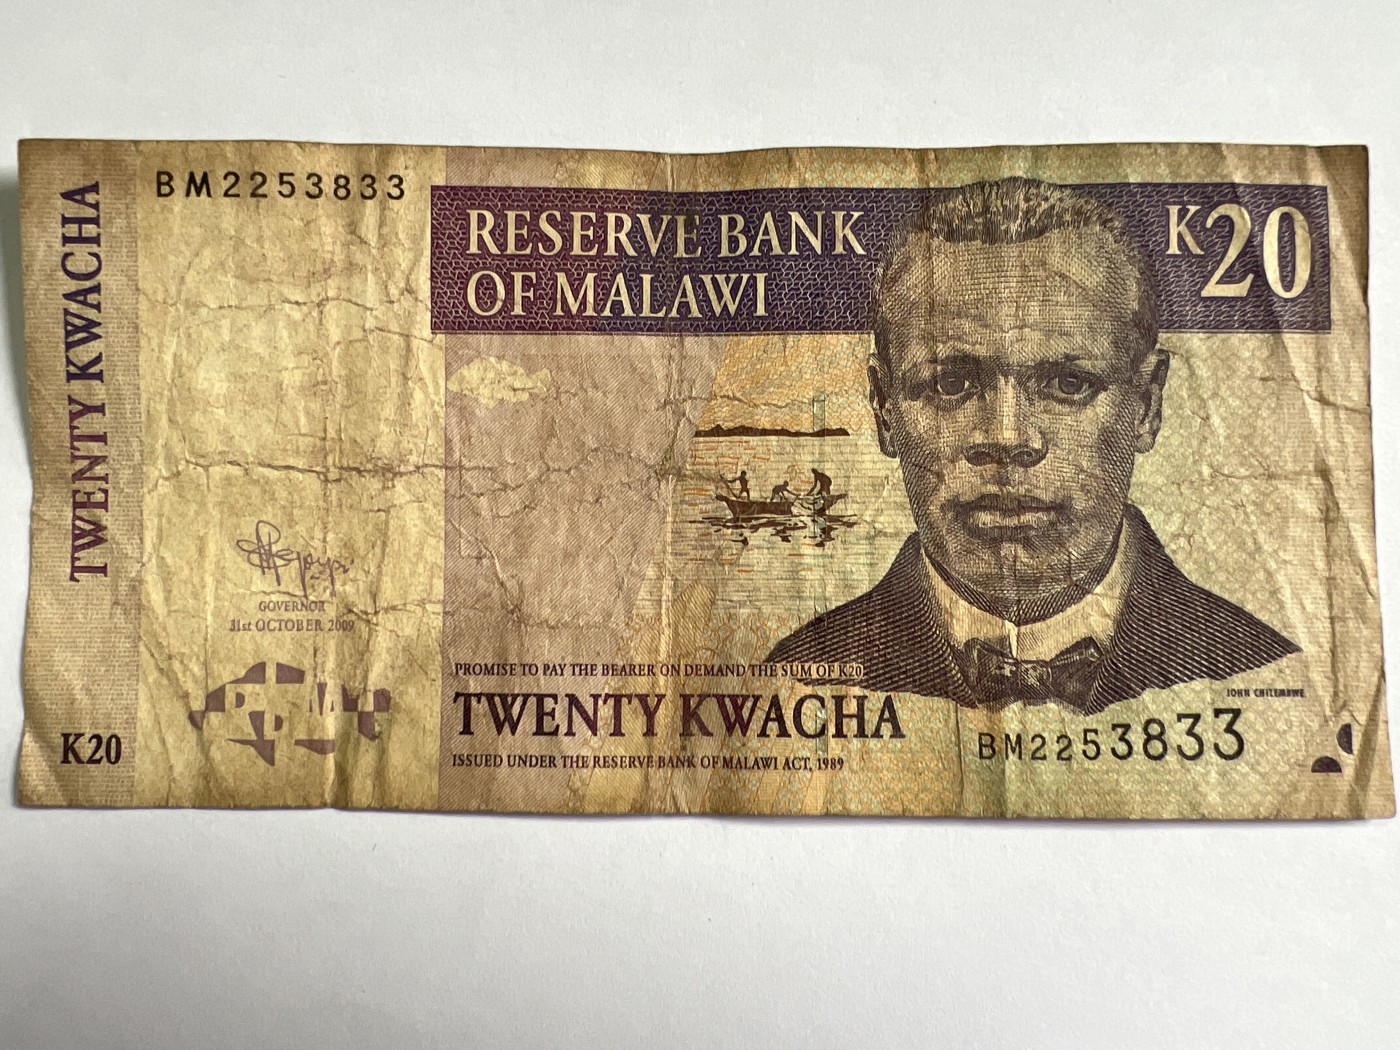 TWENTY KWACHA
BM2253833
RESERVE BANK
OF MALAWI
K20
GOVERNOR
31st OCTOBER 2009
PROMISE TO PAY THE BEARER ON DEMAND THE SUM OF K20
TWENTY KWACHA
ISSUED UNDER THE RESERVE BANK OF MALAWI ACT, 1989
JOHN CHILEMBWE
BM2253833
K20